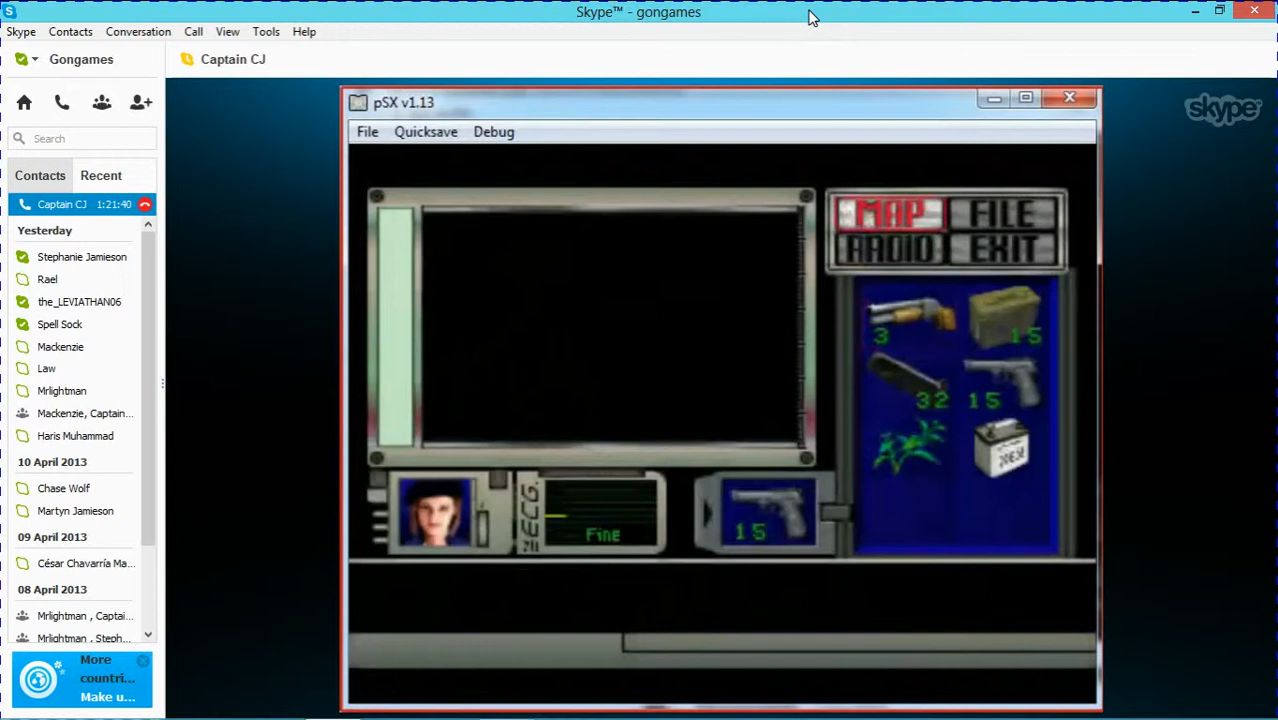 Skype™ - gongames
Skype Contacts Conversation Call View Tools Help
Gongames
Captain CJ
Search
Contacts Recent
Captain CJ 1:21:40
Yesterday
Stephanie Jamieson
Rael
the_LEVIATHAN06
Spell Sock
Mackenzie
Law
Mrlightman
Mackenzie, Captain...
Haris Muhammad
10 April 2013
Chase Wolf
Martyn Jamieson
09 April 2013
César Chavarría Ma...
08 April 2013
Mrlightman , Captai...
Mrlightman , Steph...
More
countri...
Make u...
skype
pSX v1.13
File Quicksave Debug
MAP FILE
RADIO EXIT
3 15
32 15
ECG.
Fine
15